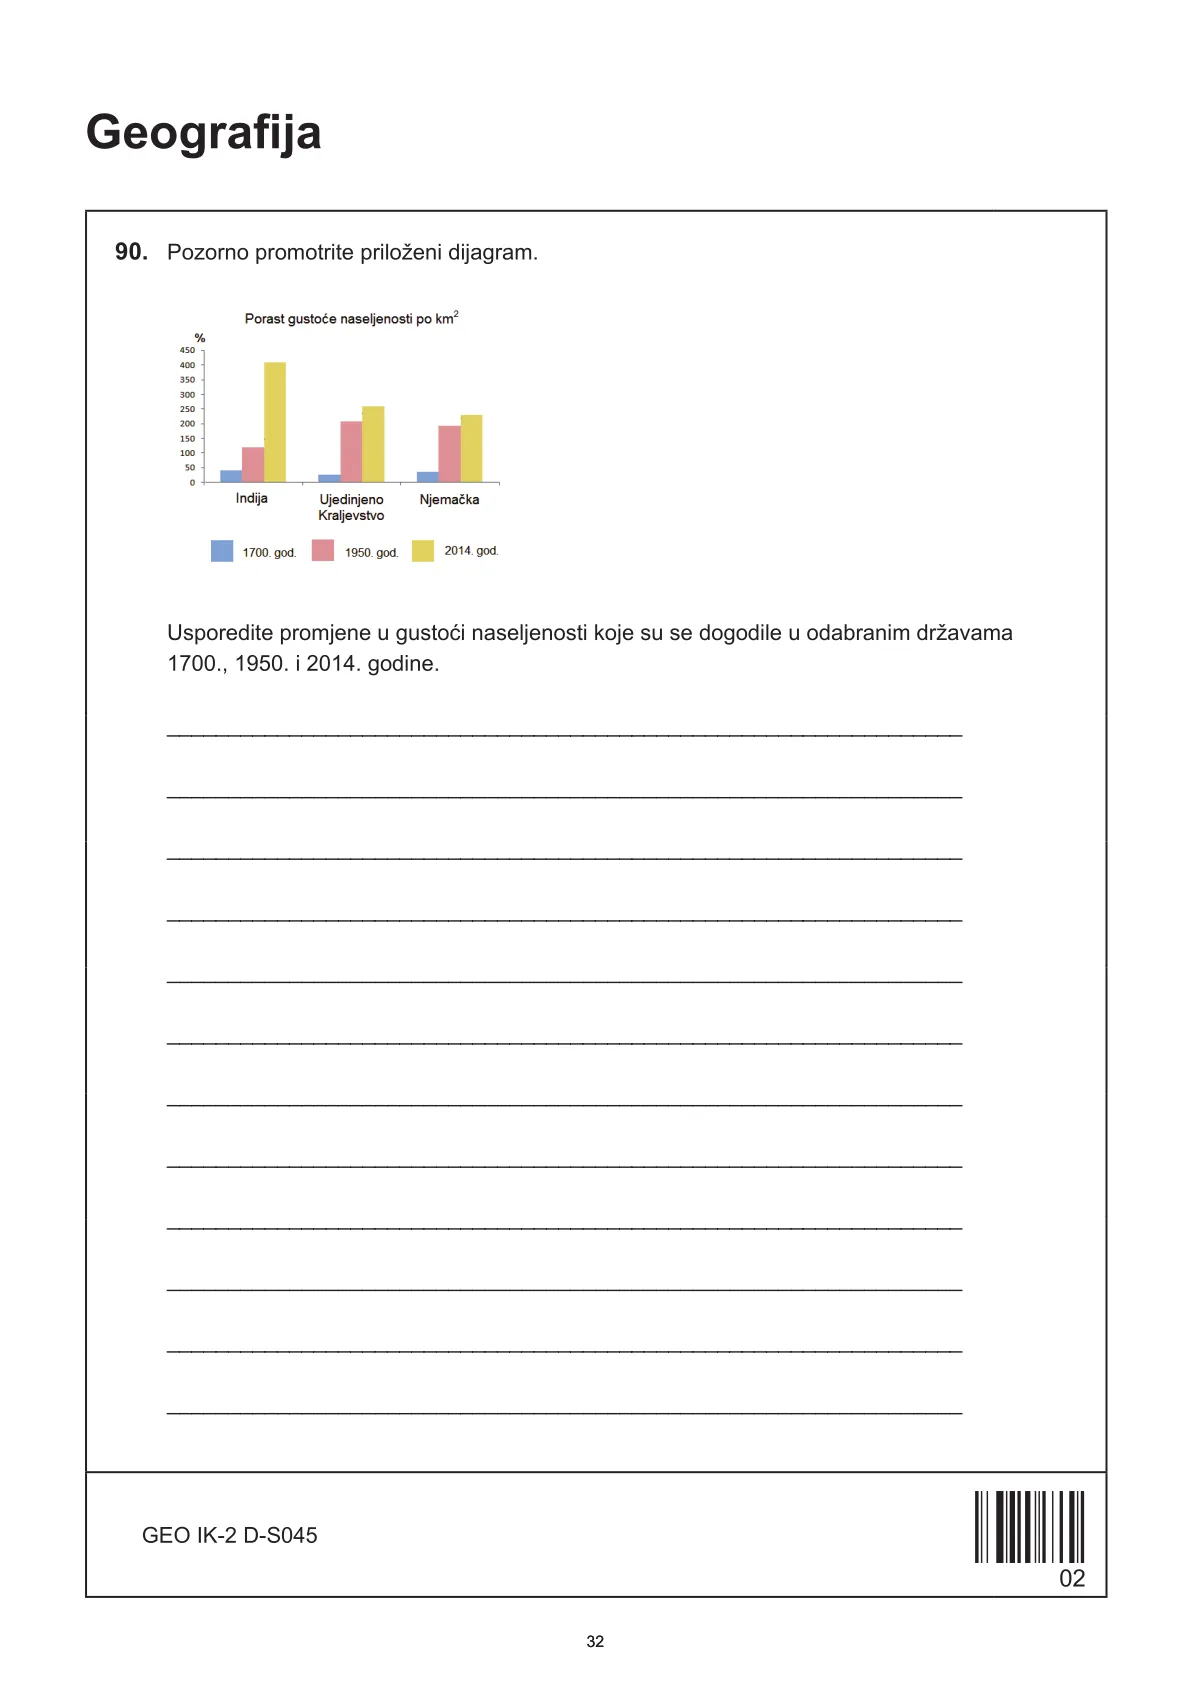 Geografija
90. Pozorno promotrite priloženi dijagram.
Porast gustoće naseljenosti po km²
%
450
400
350
300
250
200
150
100
50
0
Indija
Ujedinjeno
Kraljevstvo
Njemačka
1700. god.
1950. god.
2014. god.
Usporedite promjene u gustoći naseljenosti koje su se dogodile u odabranim državama
1700., 1950. i 2014. godine.
GEO IK-2 D-S045
02
32